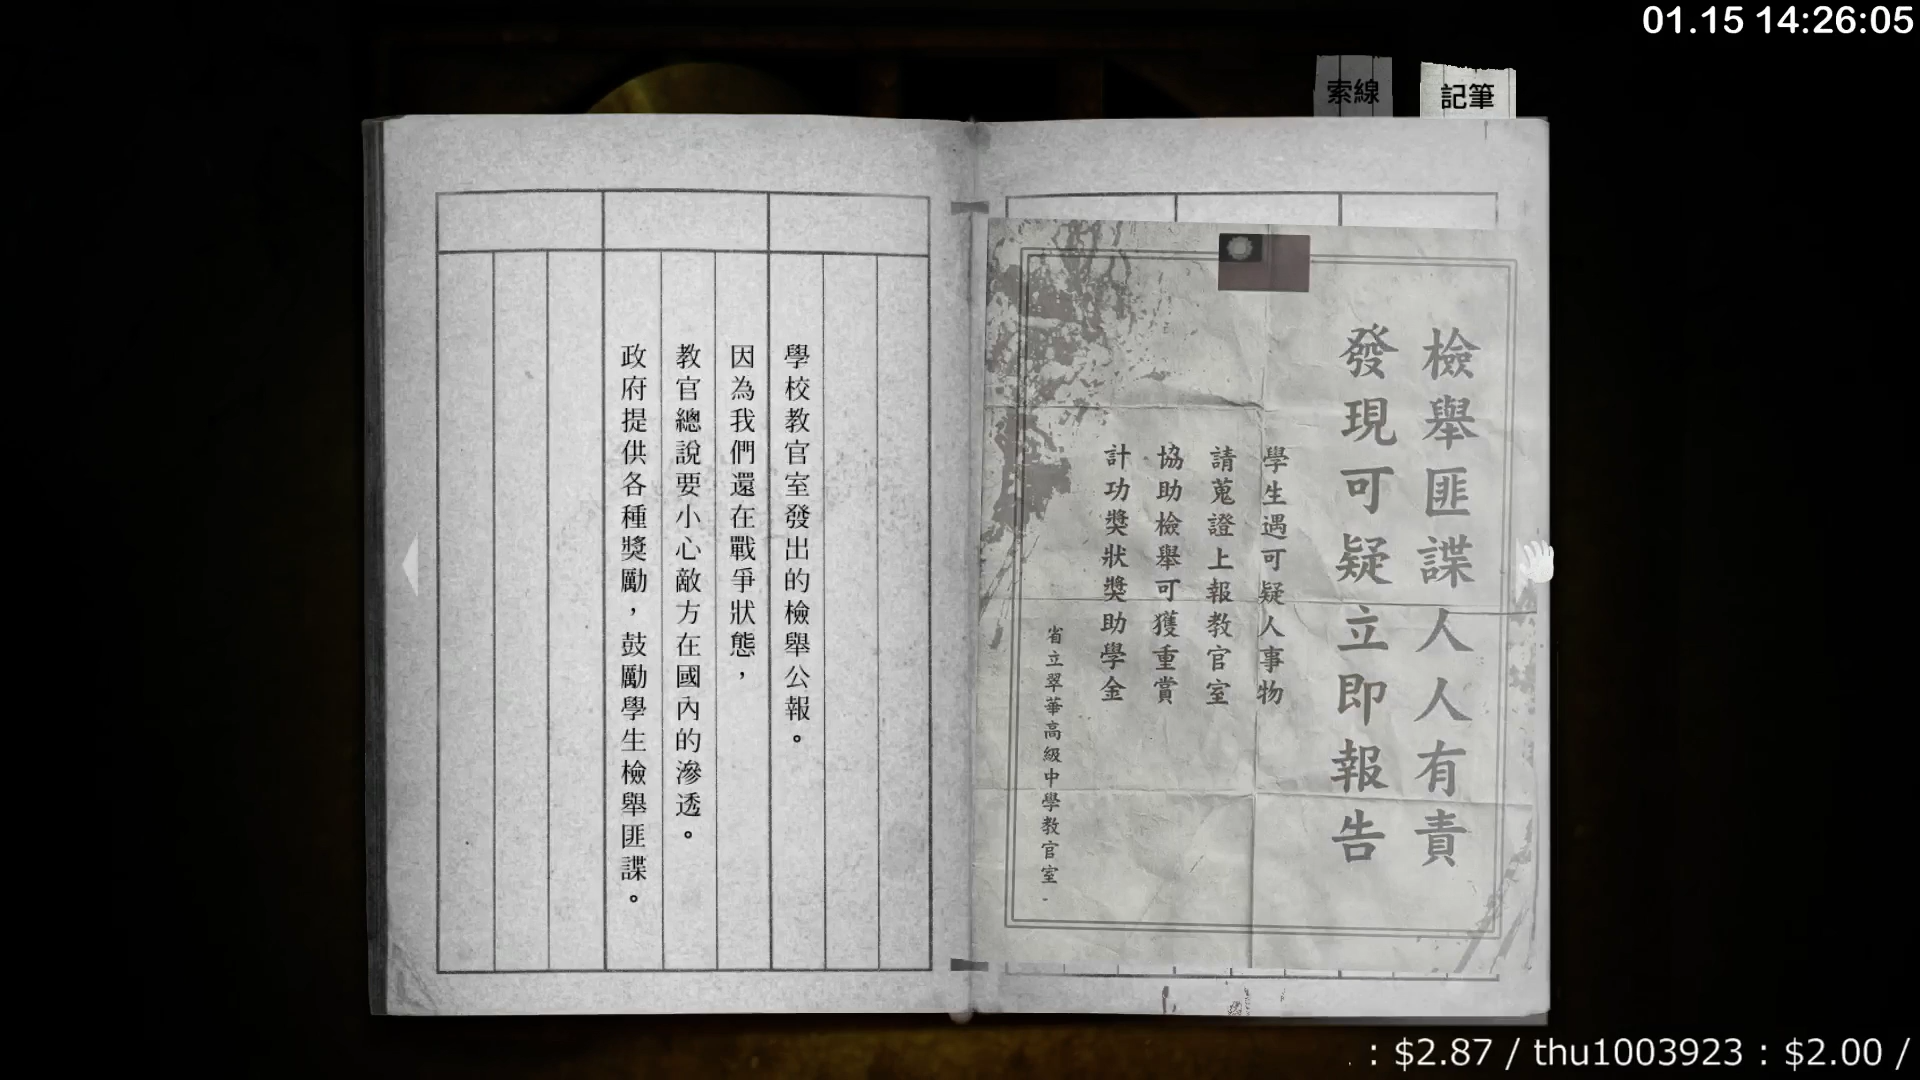 01.15 14:26:05
記筆
索線
檢舉匪諜人人有責
發現可疑立即報告
學生遇可疑人事物
請蒐證上報教官室
協助檢舉可獲重賞
計功獎狀獎助學金
省立翠華高級中學教官室
學校教官室發出的檢舉公報。
因為我們還在戰爭狀態，
教官總說要小心敵方在國內的滲透。
政府提供各種獎勵，鼓勵學生檢舉匪諜。
: $2.87 / thu1003923 : $2.00 /